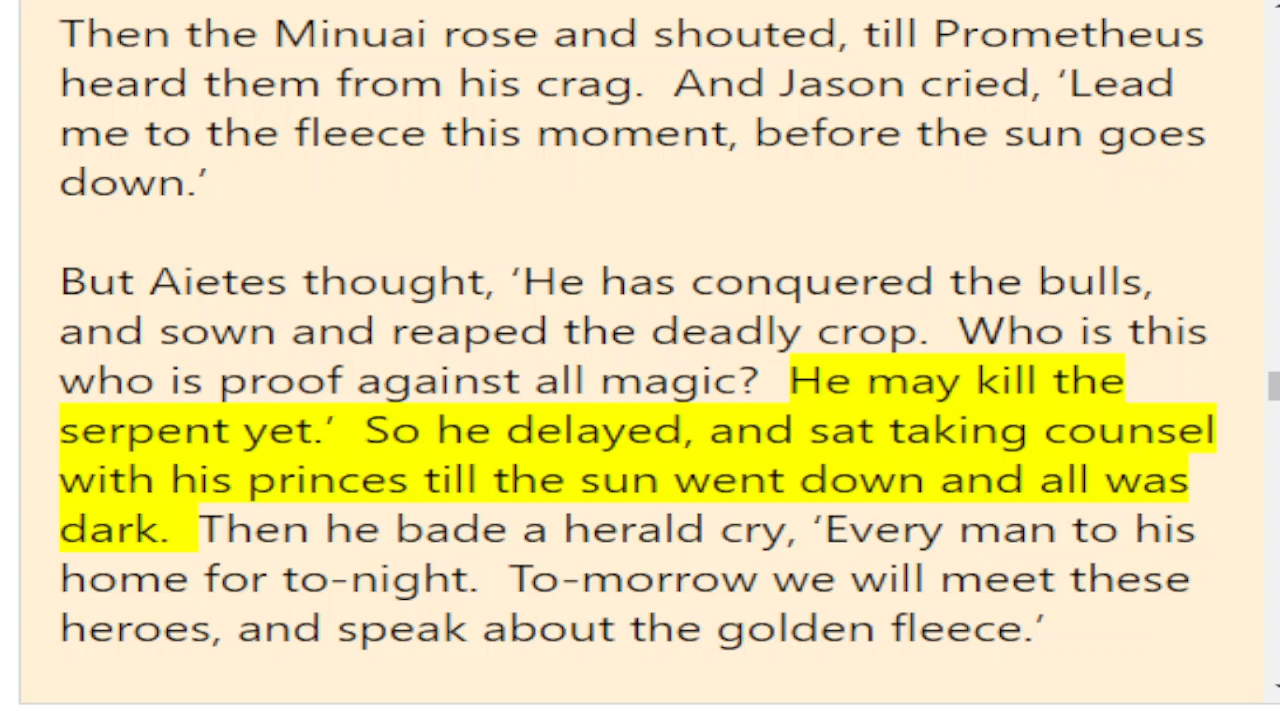 Then the Minuai rose and shouted, till Prometheus
heard them from his crag.  And Jason cried, ‘Lead
me to the fleece this moment, before the sun goes
down.’
But Aietes thought, ‘He has conquered the bulls,
and sown and reaped the deadly crop.  Who is this
who is proof against all magic?  He may kill the
serpent yet.’  So he delayed, and sat taking counsel
with his princes till the sun went down and all was
dark.  Then he bade a herald cry, ‘Every man to his
home for to-night.  To-morrow we will meet these
heroes, and speak about the golden fleece.’